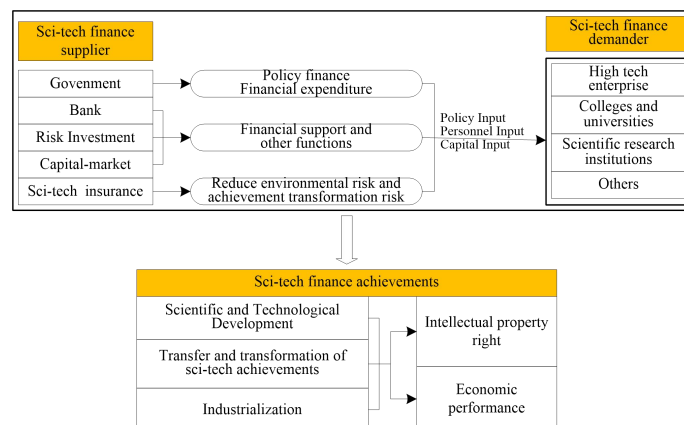 Sci-tech finance
supplier
Govenment
Bank
Risk Investment
Capital-market
Sci-tech insurance
Policy finance
Financial expenditure
Financial support and
other functions
Reduce environmental risk and
achievement transformation risk
Policy Input
Personnel Input
Capital Input
Sci-tech finance
demander
High tech
enterprise
Colleges and
universities
Scientific research
institutions
Others
Sci-tech finance achievements
Scientific and Technological
Development
Transfer and transformation of
sci-tech achievements
Industrialization
Intellectual property
right
Economic
performance